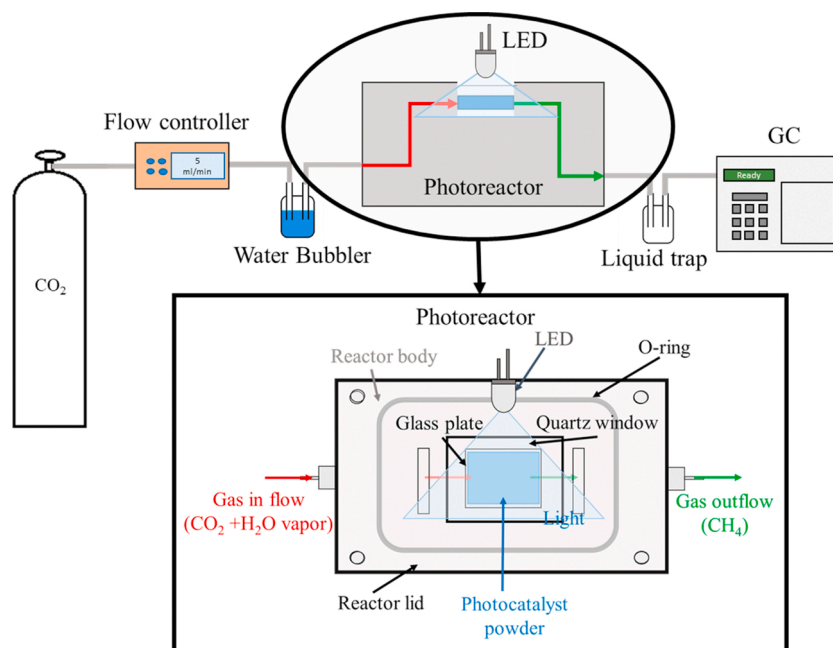 LED
Flow controller
GC
5
ml/min
Ready
Photoreactor
Water Bubbler
Liquid trap
CO₂
Photoreactor
LED
O-ring
Reactor body
Glass plate
Quartz window
Gas in flow
(CO₂ +H₂O vapor)
Gas outflow
(CH₄)
Light
Reactor lid
Photocatalyst
powder